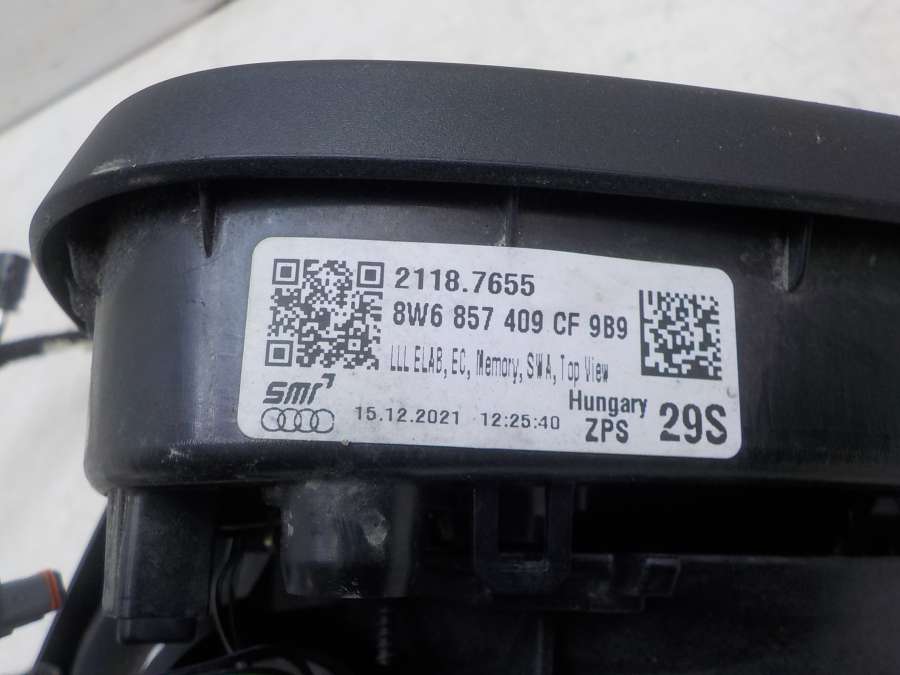 2118.7655
8W6 857 409 CF 9B9
LLL ELAB, EC, Memory, SWA, Top View
smr
15.12.2021 12:25:40
Hungary
ZPS
29S